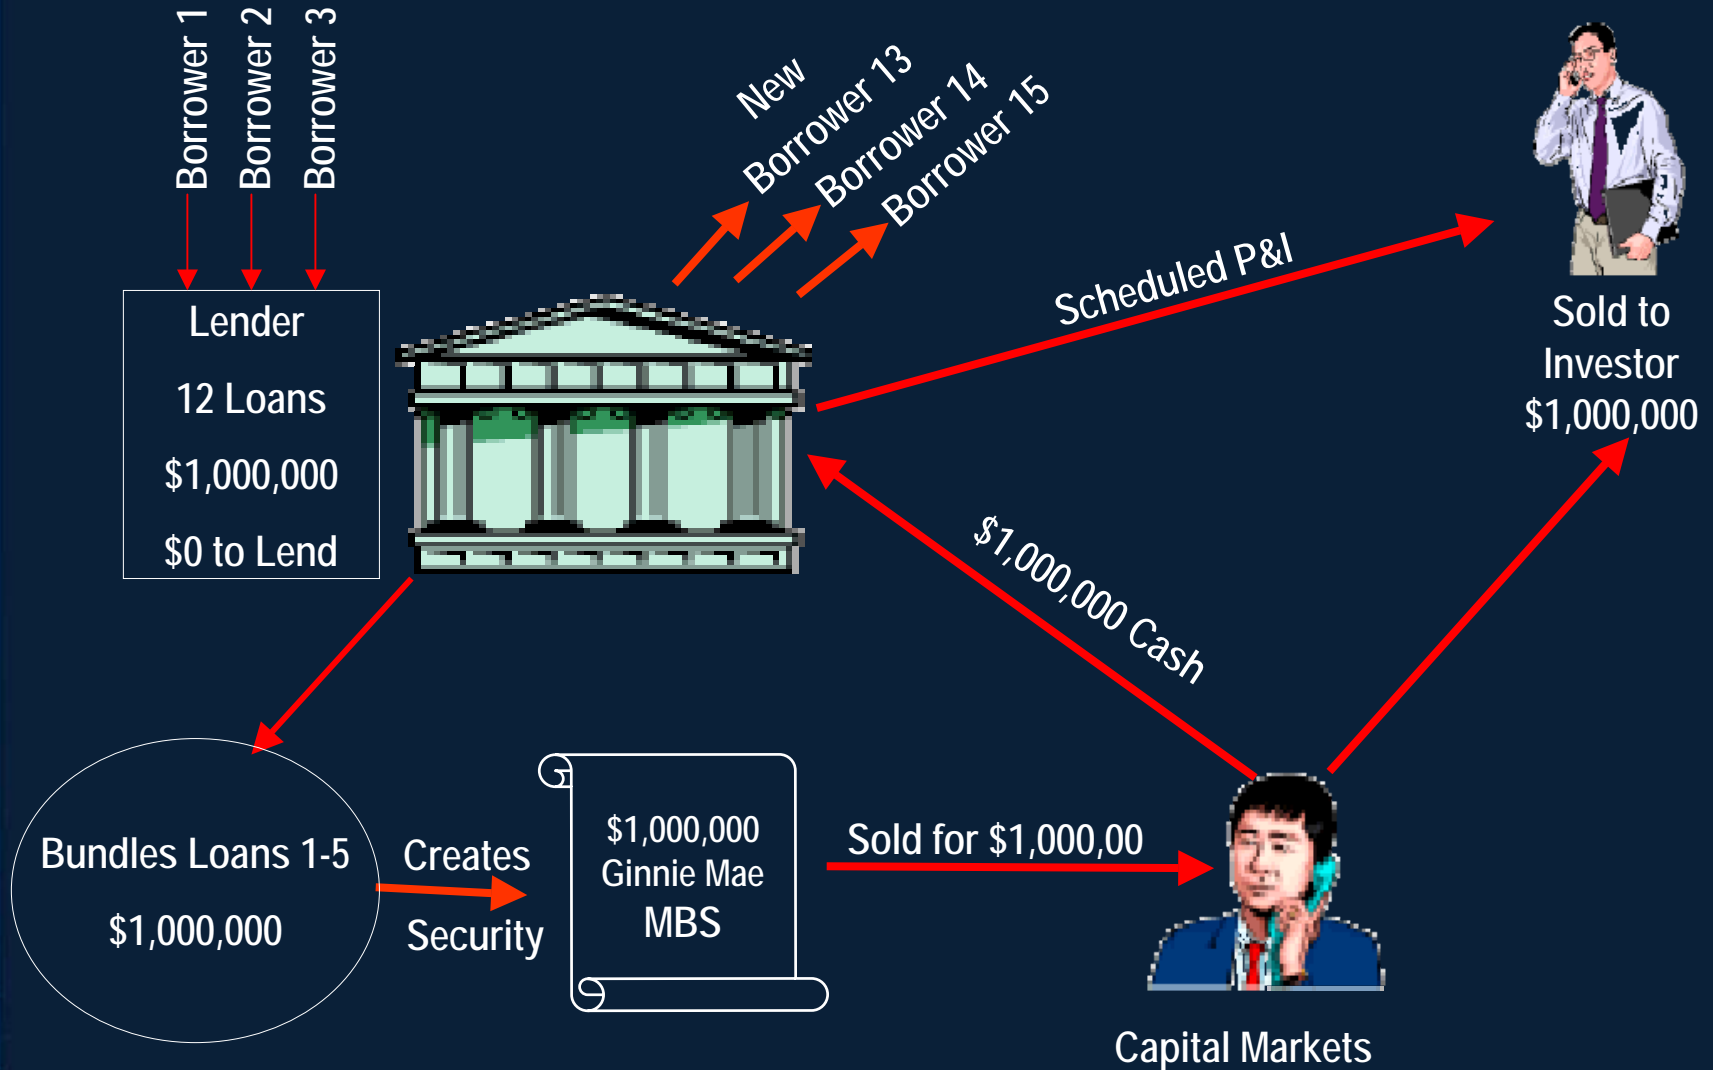 Borrower 1
Borrower 2
Borrower 3
New
Borrower 13
Borrower 14
Borrower 15
Lender
12 Loans
$1,000,000
$0 to Lend
Scheduled P&I
Sold to
Investor
$1,000,000
$1,000,000 Cash
Bundles Loans 1-5
$1,000,000
Creates
Security
$1,000,000
Ginnie Mae
MBS
Sold for $1,000,00
Capital Markets